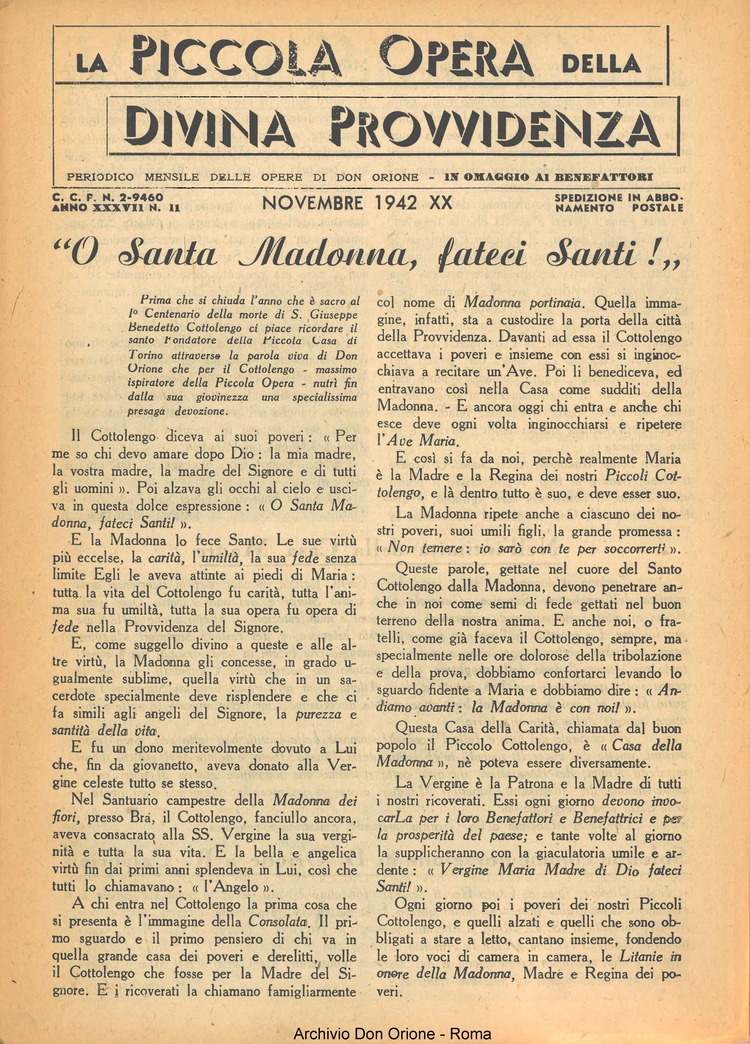 LA PICCOLA OPERA DELLA
DIVINA PROVVIDENZA
PERIODICO MENSILE DELLE OPERE DI DON ORIONE - IN OMAGGIO AI BENEFATTORI
C. C. P. N. 2-9460
ANNO XXXVII N. 11
NOVEMBRE 1942 XX
SPEDIZIONE IN ABBO-
NAMENTO POSTALE
“O Santa Madonna, fateci Santi !„
Prima che si chiuda l'anno che è sacro al
1º Centenario della morte di S. Giuseppe
Benedetto Cottolengo ci piace ricordare il
santo Fondatore della Piccola Casa di
Torino attraverso la parola viva di Don
Orione che per il Cottolengo - massimo
ispiratore della Piccola Opera - nutrì fin
dalla sua giovinezza una specialissima
presaga devozione.
Il Cottolengo diceva ai suoi poveri : « Per
me so chi devo amare dopo Dio : la mia madre,
la vostra madre, la madre del Signore e di tutti
gli uomini ». Poi alzava gli occhi al cielo e usci-
va in questa dolce espressione : « O Santa Ma-
donna, fateci Santi! ».
E la Madonna lo fece Santo. Le sue virtù
più eccelse, la carità, l'umiltà, la sua fede senza
limite Egli le aveva attinte ai piedi di Maria :
tutta la vita del Cottolengo fu carità, tutta l'ani-
ma sua fu umiltà, tutta la sua opera fu opera di
fede nella Provvidenza del Signore.
E, come suggello divino a queste e alle al-
tre virtù, la Madonna gli concesse, in grado u-
gualmente sublime, quella virtù che in un sa-
cerdote specialmente deve risplendere e che ci
fa simili agli angeli del Signore, la purezza e
santità della vita.
E fu un dono meritevolmente dovuto a Lui
che, fin da giovanetto, aveva donato alla Ver-
gine celeste tutto se stesso.
Nel Santuario campestre della Madonna dei
fiori, presso Bra, il Cottolengo, fanciullo ancora,
aveva consacrato alla SS. Vergine la sua vergi-
nità e tutta la sua vita. E la bella e angelica
virtù fin dai primi anni splendeva in Lui, così che
tutti lo chiamavano : « l'Angelo ».
A chi entra nel Cottolengo la prima cosa che
si presenta è l'immagine della Consolata. Il pri-
mo sguardo e il primo pensiero di chi va in
quella grande casa dei poveri e derelitti, volle
il Cottolengo che fosse per la Madre del Si-
gnore. E i ricoverati la chiamano famigliarmente
col nome di Madonna portinaia. Quella imma-
gine, infatti, sta a custodire la porta della città
della Provvidenza. Davanti ad essa il Cottolengo
accettava i poveri e insieme con essi si inginoc-
chiava a recitare un'Ave. Poi li benediceva, ed
entravano così nella Casa come sudditi della
Madonna. - E ancora oggi chi entra e anche chi
esce deve ogni volta inginocchiarsi e ripetere
l'Ave Maria.
E così si fa da noi, perchè realmente Maria
è la Madre e la Regina dei nostri Piccoli Cot-
tolengo, e là dentro tutto è suo, e deve esser suo.
La Madonna ripete anche a ciascuno dei no-
stri poveri, suoi umili figli, la grande promessa :
« Non temere : io sarò con te per soccorrerti ».
Queste parole, gettate nel cuore del Santo
Cottolengo dalla Madonna, devono penetrare an-
che in noi come semi di fede gettati nel buon
terreno della nostra anima. E anche noi, o fra-
telli, come già faceva il Cottolengo, sempre, ma
specialmente nelle ore dolorose della tribolazione
e della prova, dobbiamo confortarci levando lo
sguardo fidente a Maria e dobbiamo dire : « An-
diamo avanti : la Madonna è con noi! ».
Questa Casa della Carità, chiamata dal buon
popolo il Piccolo Cottolengo, è « Casa della
Madonna », nè poteva essere diversamente.
La Vergine è la Patrona e la Madre di tutti
i nostri ricoverati. Essi ogni giorno devono invo-
carLa per i loro Benefattori e Benefattrici e per
la prosperità del paese; e tante volte al giorno
la supplicheranno con la giaculatoria umile e ar-
dente : « Vergine Maria Madre di Dio fateci
Santi! ».
Ogni giorno poi i poveri dei nostri Piccoli
Cottolengo, e quelli alzati e quelli che sono ob-
bligati a stare a letto, cantano insieme, fondendo
le loro voci di camera in camera, le Litanie in
onore della Madonna, Madre e Regina dei po-
veri.
Archivio Don Orione - Roma